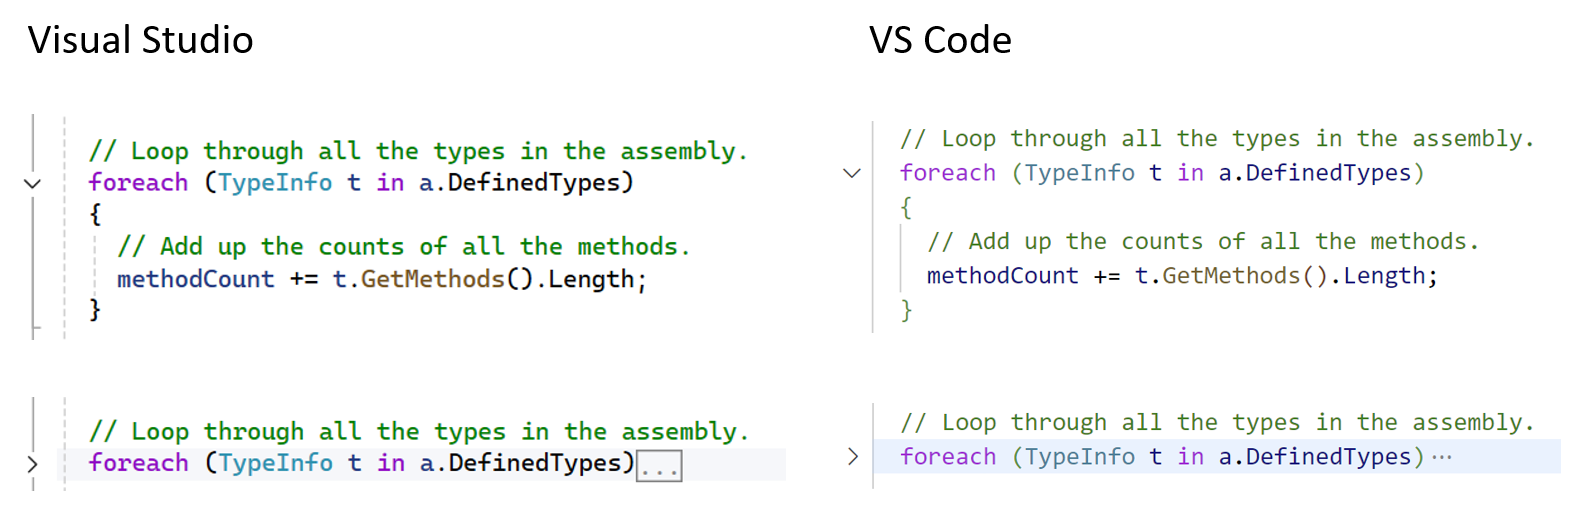 Visual Studio
// Loop through all the types in the assembly.
foreach (TypeInfo t in a.DefinedTypes)
{
// Add up the counts of all the methods.
methodCount += t.GetMethods().Length;
}
// Loop through all the types in the assembly.
foreach (TypeInfo t in a.DefinedTypes)...
VS Code
// Loop through all the types in the assembly.
foreach (TypeInfo t in a.DefinedTypes)
{
// Add up the counts of all the methods.
methodCount += t.GetMethods().Length;
}
// Loop through all the types in the assembly.
foreach (TypeInfo t in a.DefinedTypes)···